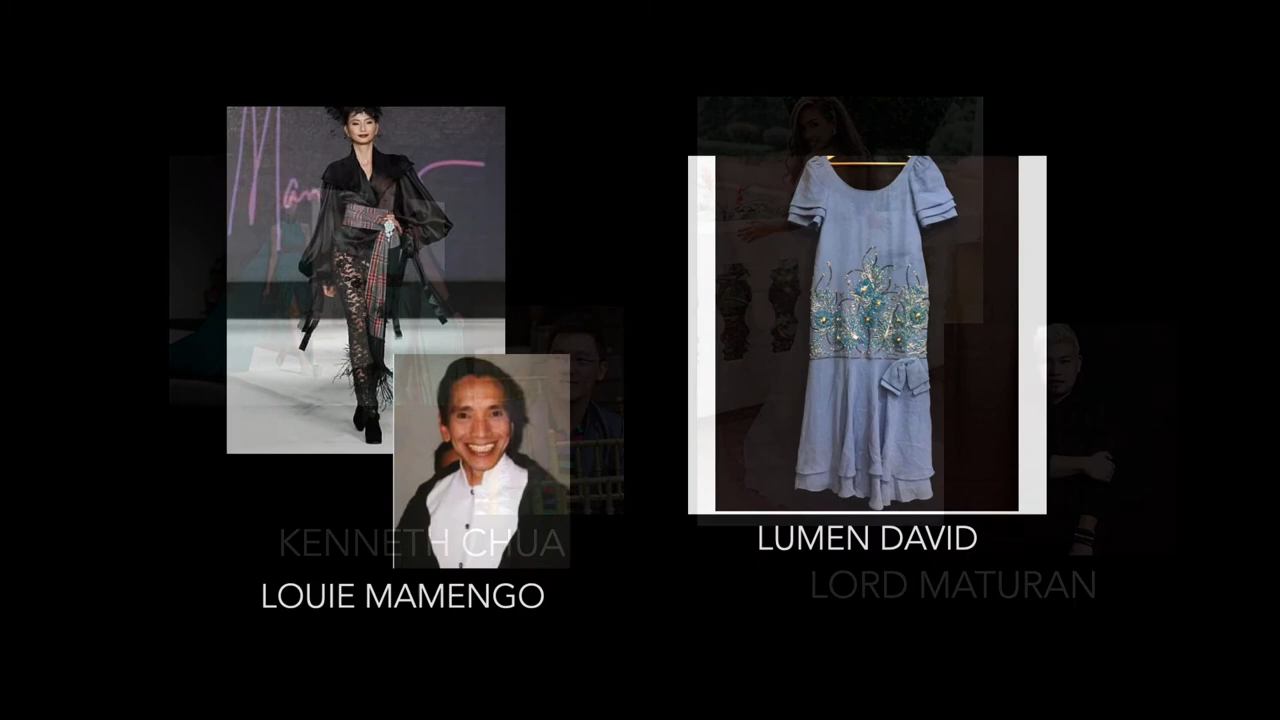 KENNETH CHUA
LOUIE MAMENGO
LUMEN DAVID
LORD MATURAN